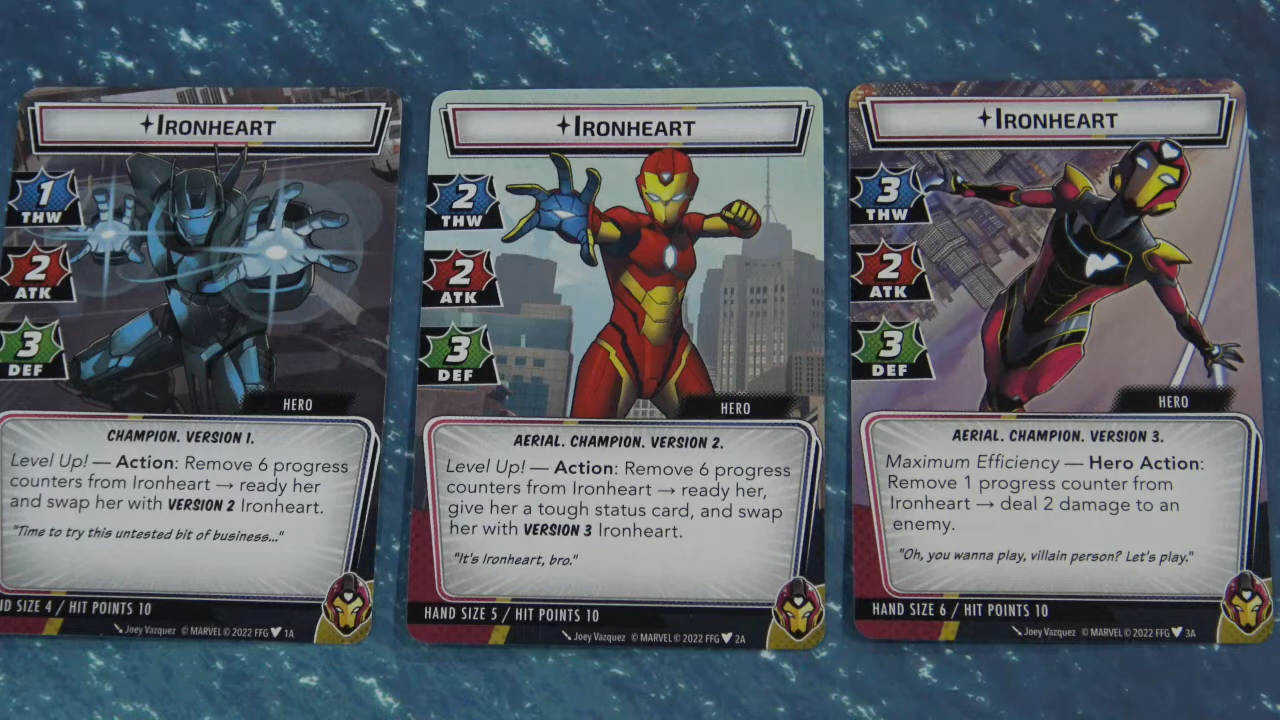 IRONHEART
1
THW
2
ATK
3
DEF
HERO
CHAMPION. VERSION 1.
Level Up! — Action: Remove 6 progress
counters from Ironheart → ready her
and swap her with VERSION 2 Ironheart.
"Time to try this untested bit of business..."
ND SIZE 4 / HIT POINTS 10
Joey Vazquez © MARVEL © 2022 FFG 1A
IRONHEART
2
THW
2
ATK
3
DEF
HERO
AERIAL. CHAMPION. VERSION 2.
Level Up! — Action: Remove 6 progress
counters from Ironheart → ready her,
give her a tough status card, and swap
her with VERSION 3 Ironheart.
"It's Ironheart, bro."
HAND SIZE 5 / HIT POINTS 10
Joey Vazquez © MARVEL © 2022 FFG 2A
IRONHEART
3
THW
2
ATK
3
DEF
HERO
AERIAL. CHAMPION. VERSION 3.
Maximum Efficiency — Hero Action:
Remove 1 progress counter from
Ironheart → deal 2 damage to an
enemy.
"Oh, you wanna play, villain person? Let's play."
HAND SIZE 6 / HIT POINTS 10
Joey Vazquez © MARVEL © 2022 FFG 3A